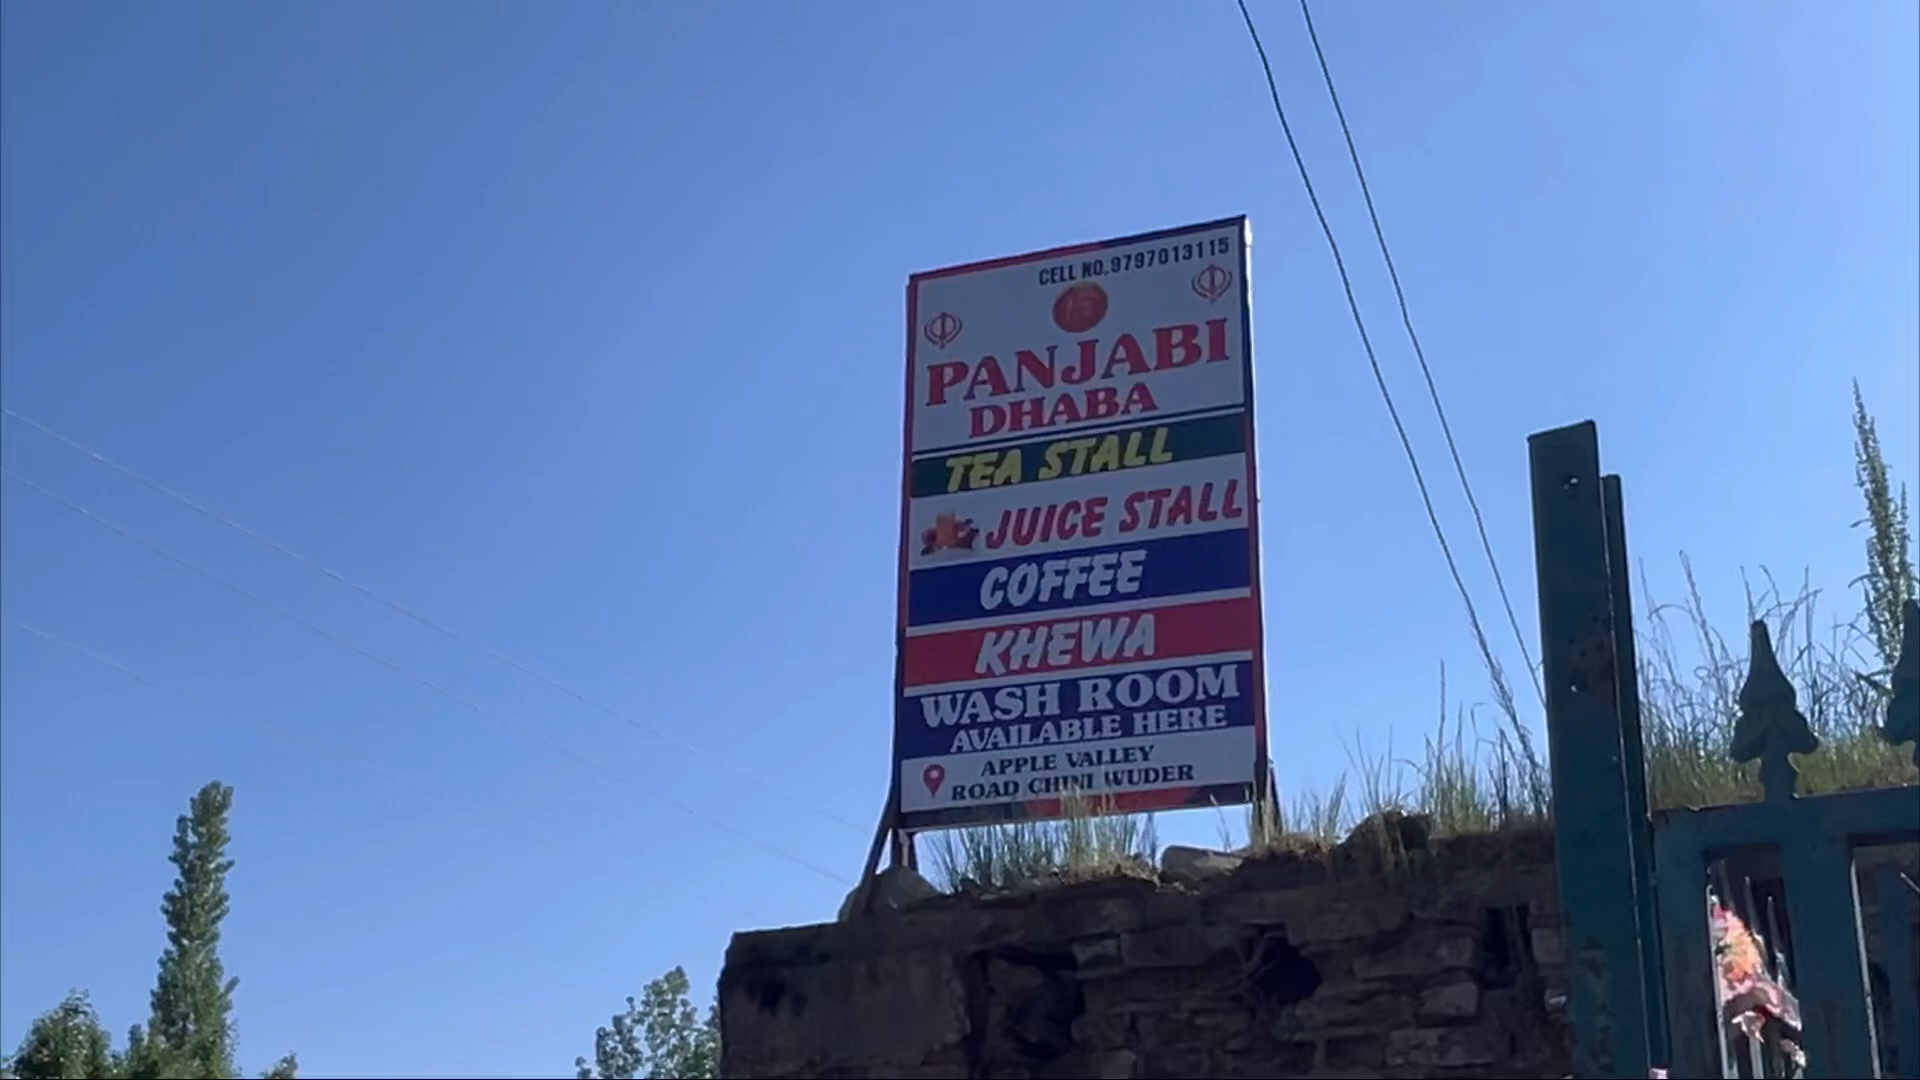 CELL NO.9797013115
15
PANJABI
DHABA
TEA STALL
JUICE STALL
COFFEE
KHEWA
WASH ROOM
AVAILABLE HERE
APPLE VALLEY
ROAD CHINI WUDER